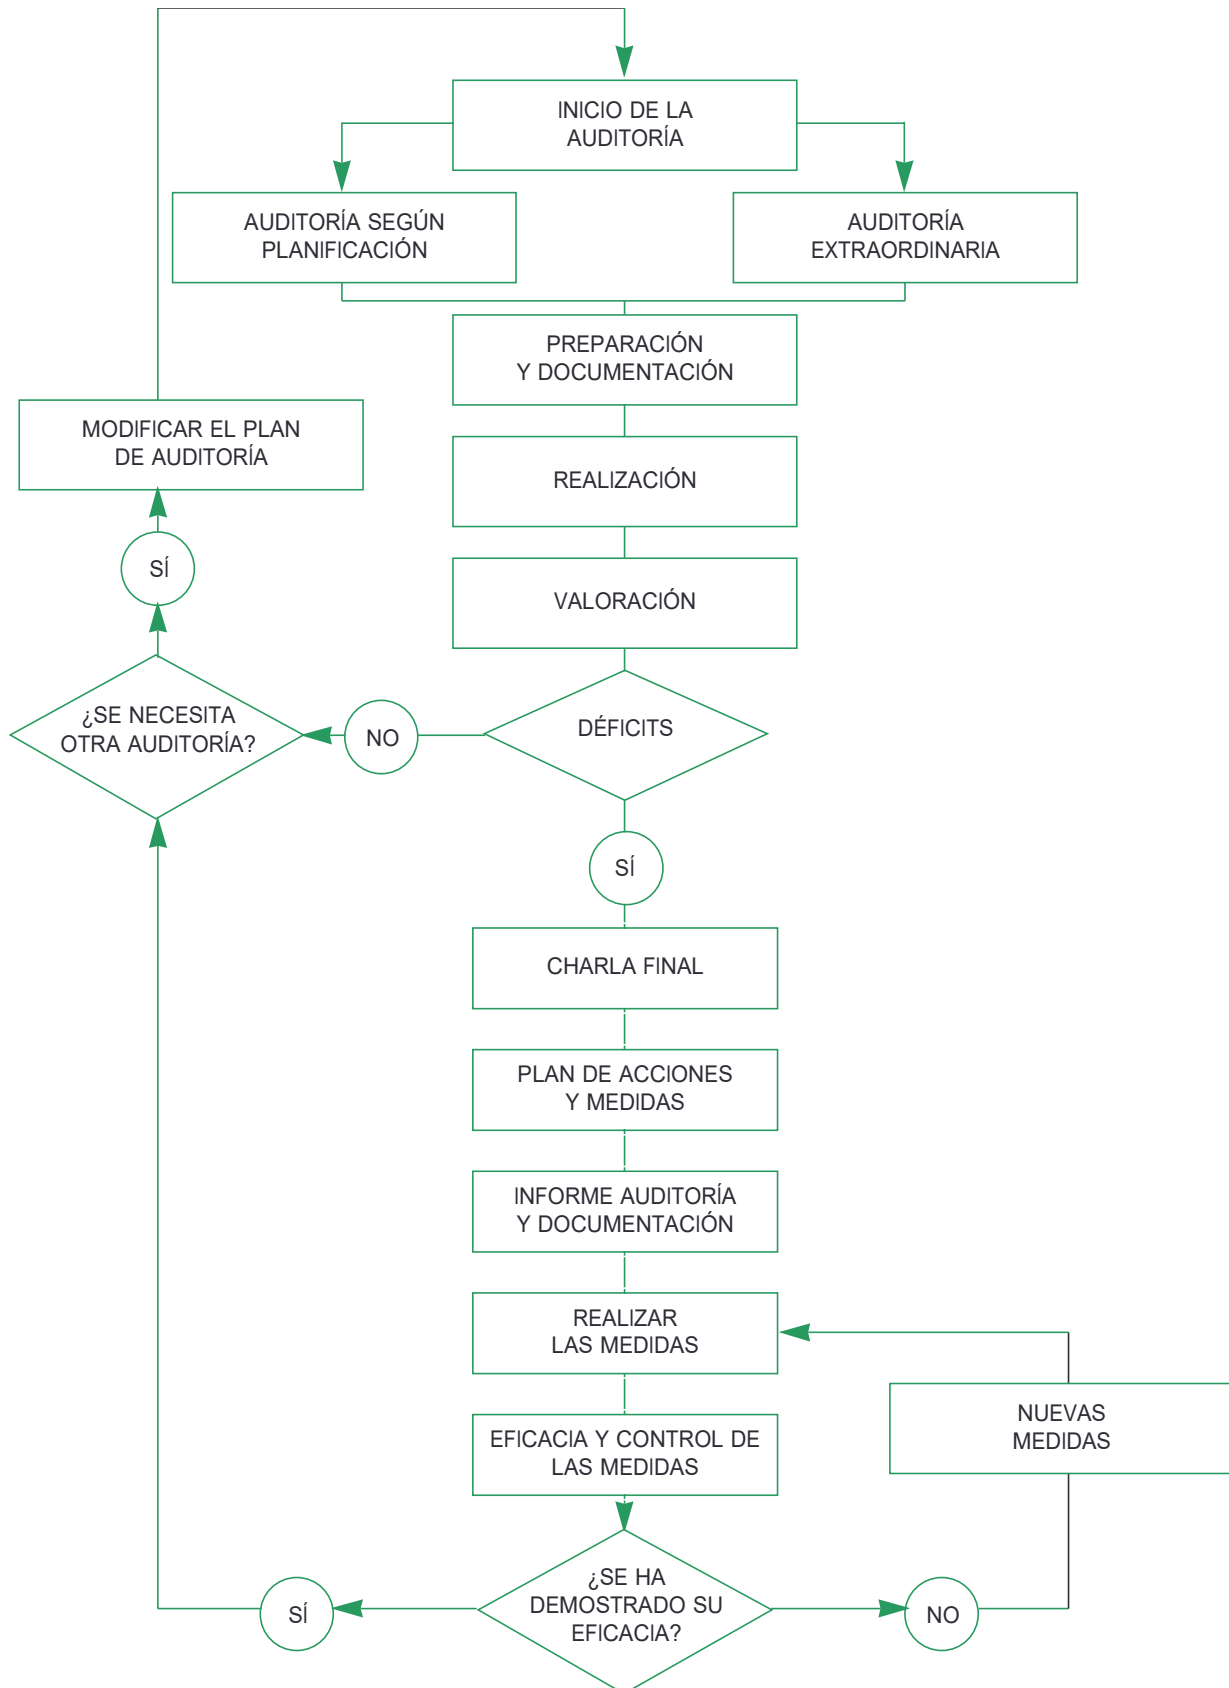 INICIO DE LA
AUDITORÍA
AUDITORÍA SEGÚN
PLANIFICACIÓN
AUDITORÍA
EXTRAORDINARIA
PREPARACIÓN
Y DOCUMENTACIÓN
MODIFICAR EL PLAN
DE AUDITORÍA
REALIZACIÓN
SÍ
VALORACIÓN
¿SE NECESITA
OTRA AUDITORÍA?
NO
DÉFICITS
SÍ
CHARLA FINAL
PLAN DE ACCIONES
Y MEDIDAS
INFORME AUDITORÍA
Y DOCUMENTACIÓN
REALIZAR
LAS MEDIDAS
NUEVAS
MEDIDAS
EFICACIA Y CONTROL DE
LAS MEDIDAS
¿SE HA
DEMOSTRADO SU
EFICACIA?
SÍ
NO